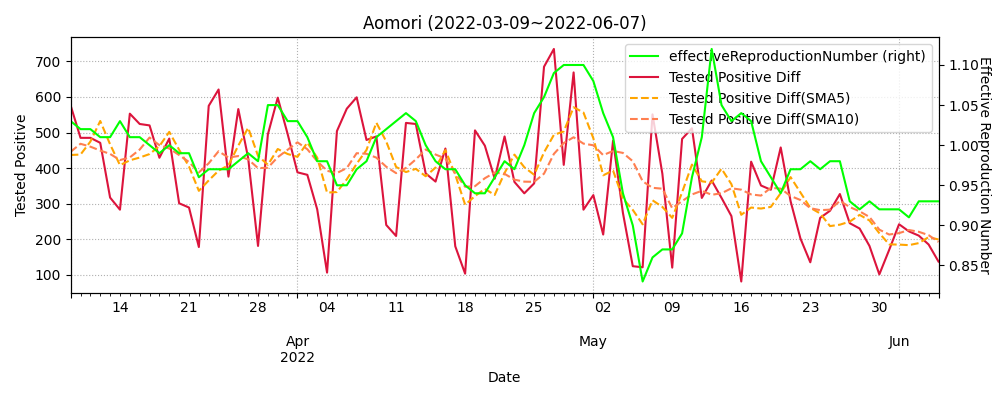 Aomori (2022-03-09~2022-06-07)
effectiveReproductionNumber (right)
Tested Positive Diff
Tested Positive Diff(SMA5)
Tested Positive Diff(SMA10)
Tested Positive
700
600
500
400
300
200
100
1.10
1.05
1.00
0.95
0.90
0.85
Effective Reproduction Number
14 21 28 04 11 18 25 02 09 16 23 30
Apr May Jun
2022
Date